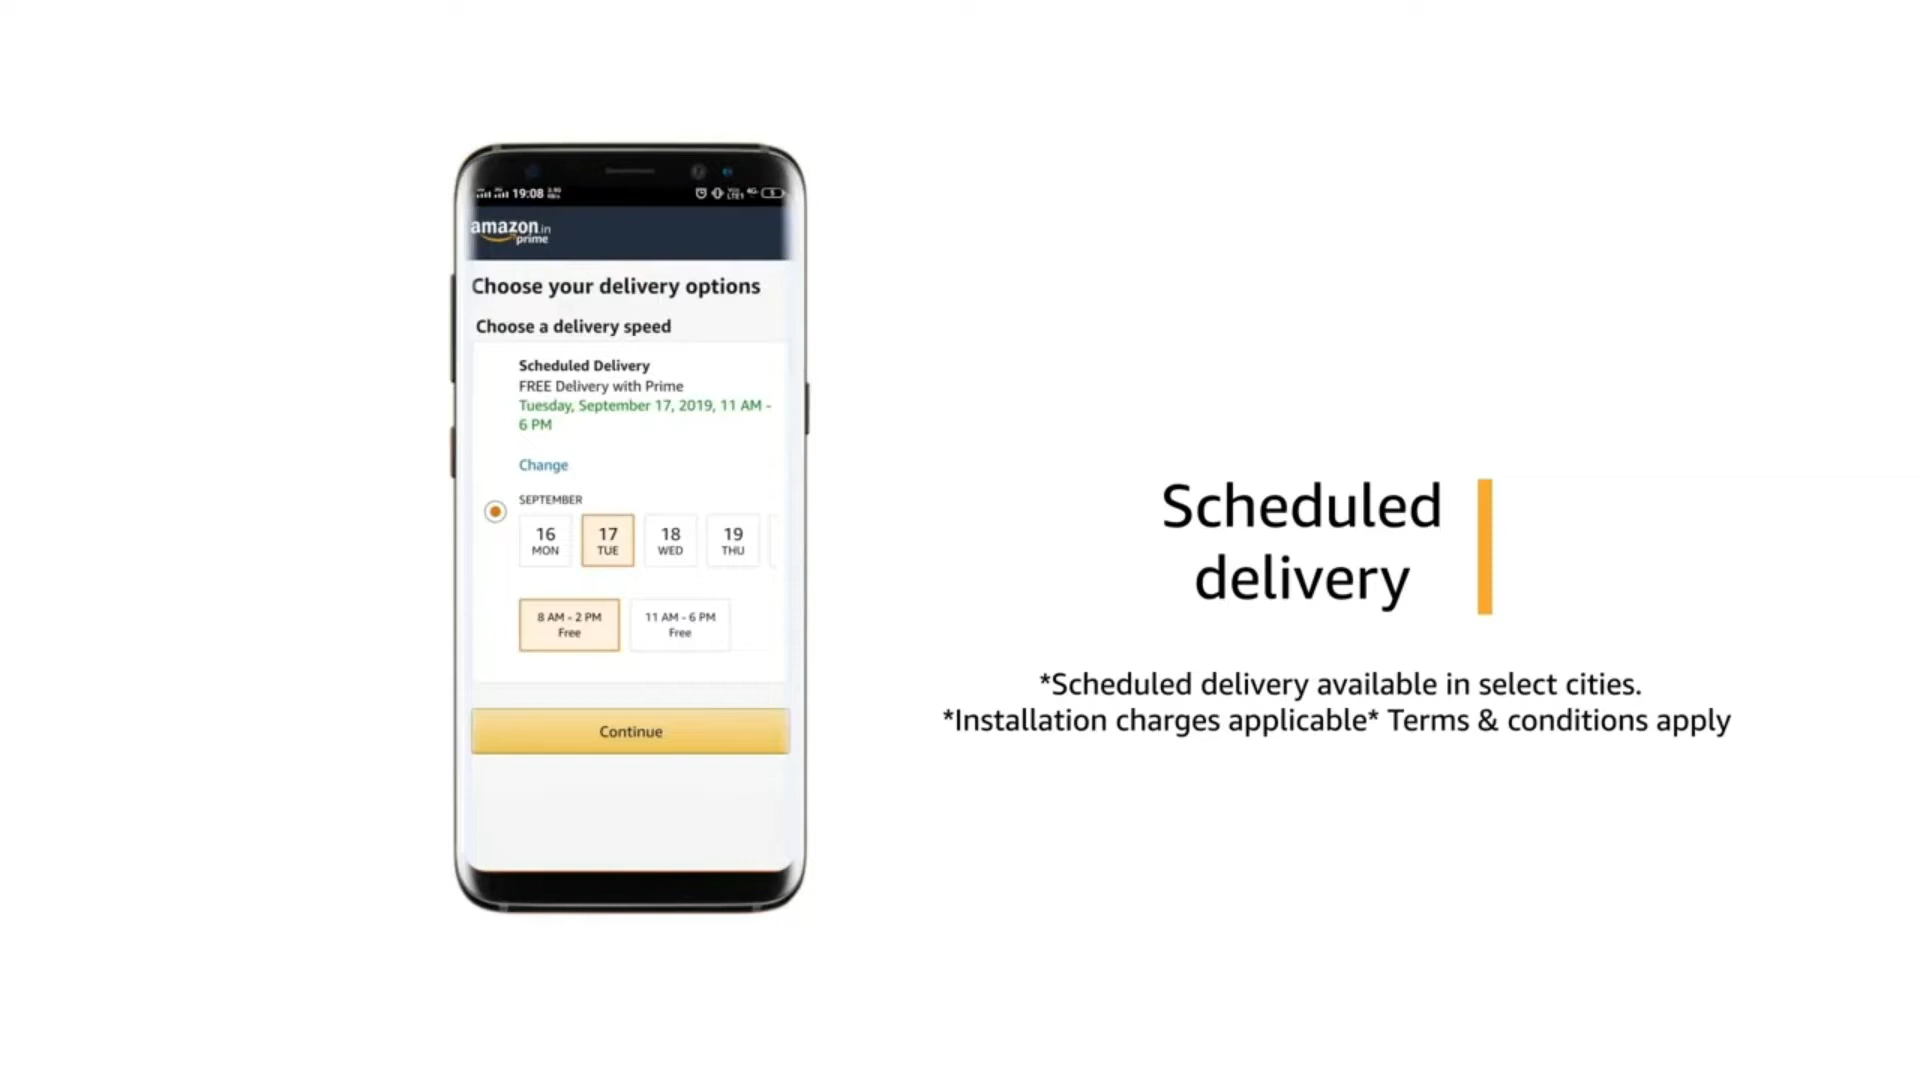 19:08
amazon.in
prime
Choose your delivery options
Choose a delivery speed
Scheduled Delivery
FREE Delivery with Prime
Tuesday, September 17, 2019, 11 AM -
6 PM
Change
SEPTEMBER
16 17 18 19
MON TUE WED THU
8 AM - 2 PM 11 AM - 6 PM
Free Free
Continue
Scheduled
delivery
*Scheduled delivery available in select cities.
*Installation charges applicable* Terms & conditions apply